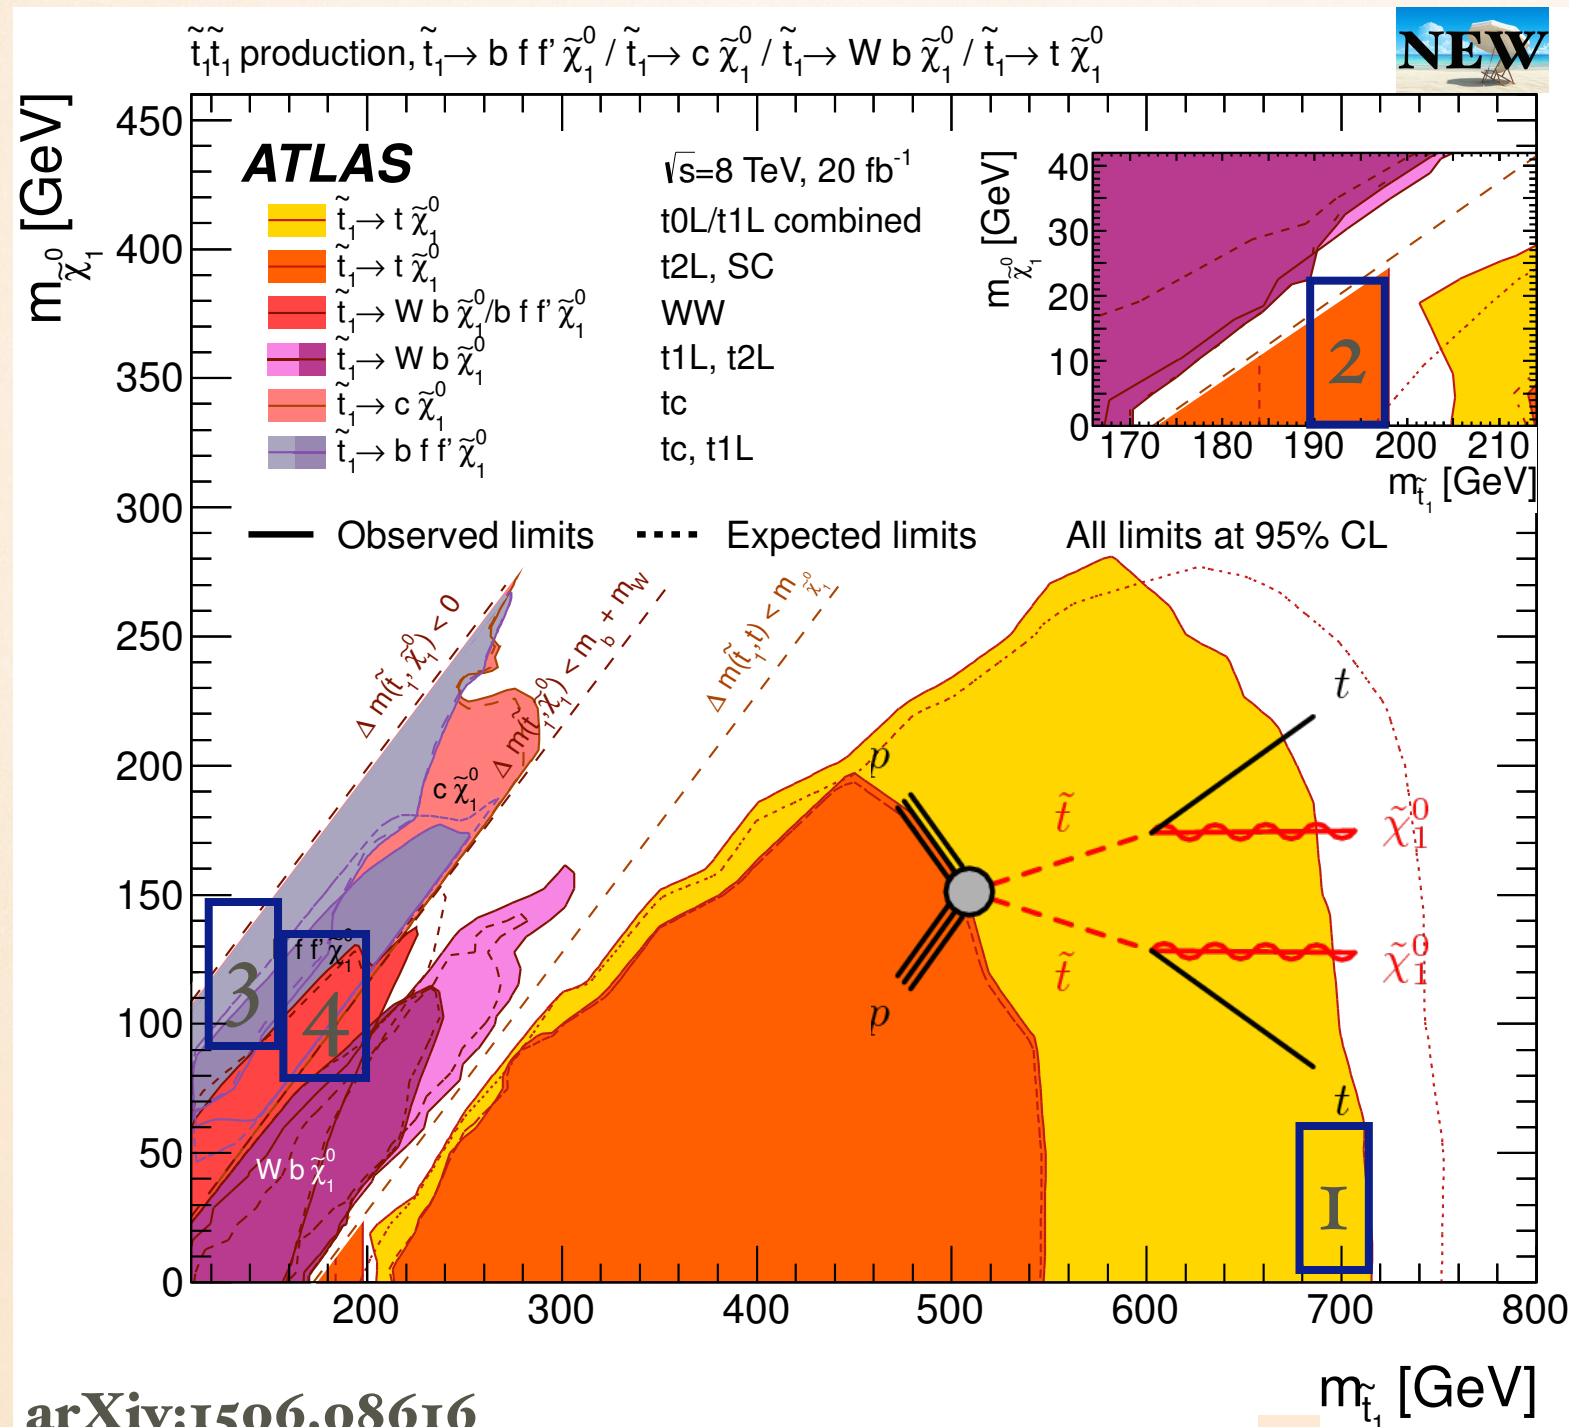 t̃₁t̃₁ production, t̃₁→ b f f' χ̃₁⁰ / t̃₁→ c χ̃₁⁰ / t̃₁→ W b χ̃₁⁰ / t̃₁→ t χ̃₁⁰
NEW
m_χ̃₁⁰ [GeV]
450
400
350
300
250
200
150
100
50
0
ATLAS
√s=8 TeV, 20 fb⁻¹
t̃₁→ t χ̃₁⁰ t0L/t1L combined
t̃₁→ t χ̃₁⁰ t2L, SC
t̃₁→ W b χ̃₁⁰/b f f' χ̃₁⁰ WW
t̃₁→ W b χ̃₁⁰ t1L, t2L
t̃₁→ c χ̃₁⁰ tc
t̃₁→ b f f' χ̃₁⁰ tc, t1L
Observed limits Expected limits All limits at 95% CL
m_χ̃₁⁰ [GeV]
40
30
20
10
0
2
170 180 190 200 210
m_t̃₁ [GeV]
Δ m(t̃₁, χ̃₁⁰) < 0
Δ m(t̃₁, χ̃₁⁰) < m_b + m_W
Δ m(t̃₁, t) < m_χ̃₁⁰
c χ̃₁⁰
f f' χ̃₁⁰
W b χ̃₁⁰
3
4
p
p
t̃
t̃
t
χ̃₁⁰
χ̃₁⁰
t
1
200 300 400 500 600 700 800
m_t̃₁ [GeV]
arXiv:1506.08616